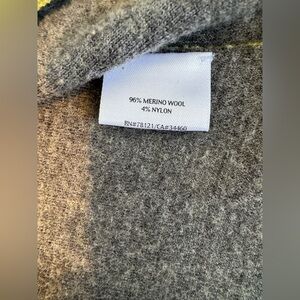 96% MERINO WOOL
4% NYLON
RN#78121/CA#34460